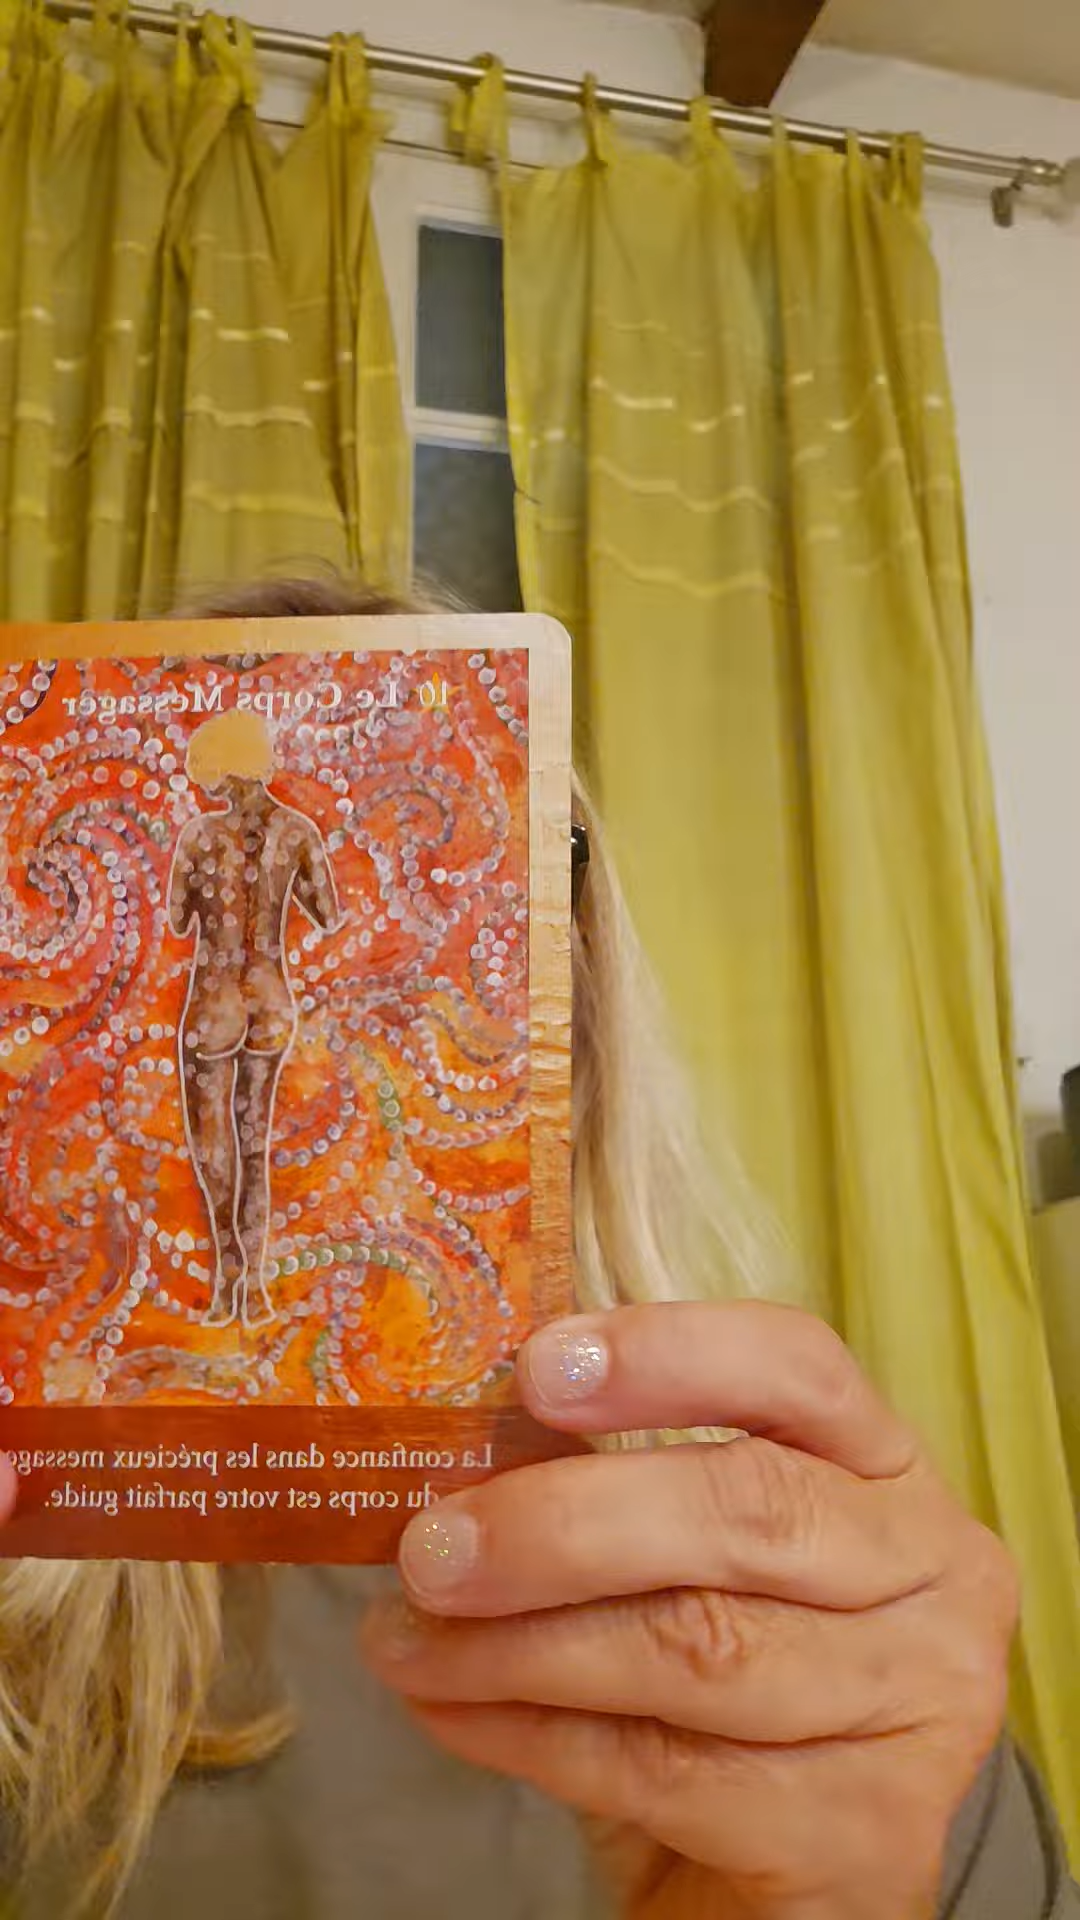 10 Le Corps Messager
La confiance dans les précieux
du corps est votre parfait guide.